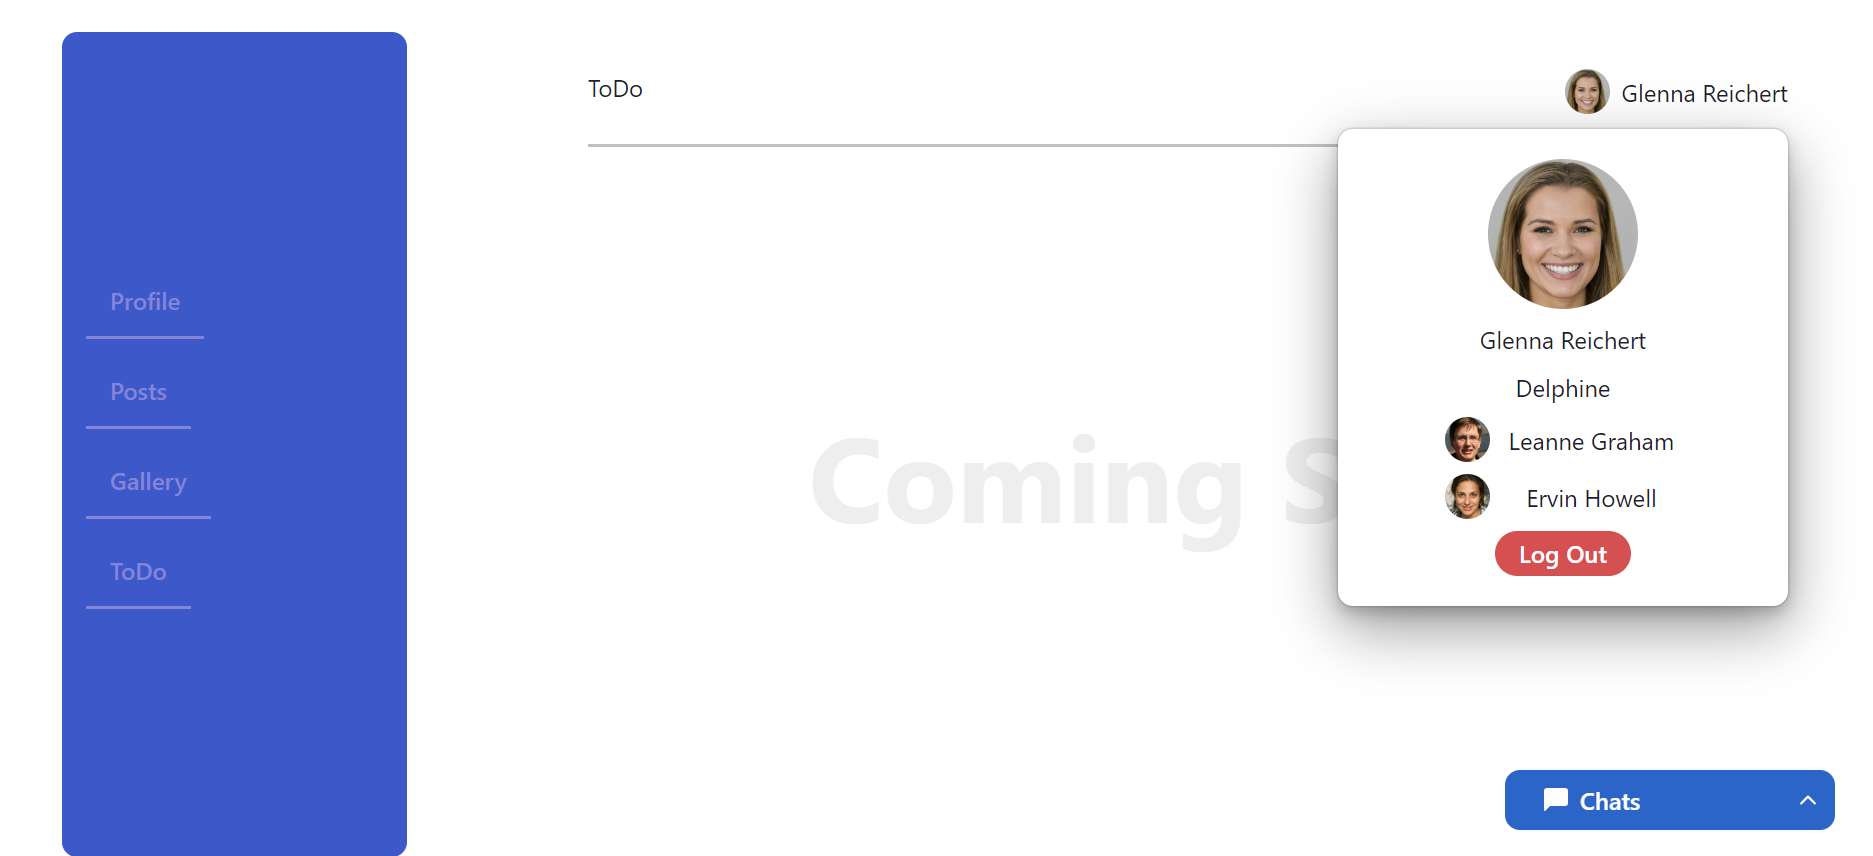 ToDo
Glenna Reichert
Profile
Posts
Gallery
ToDo
Coming S
Glenna Reichert
Delphine
Leanne Graham
Ervin Howell
Log Out
Chats